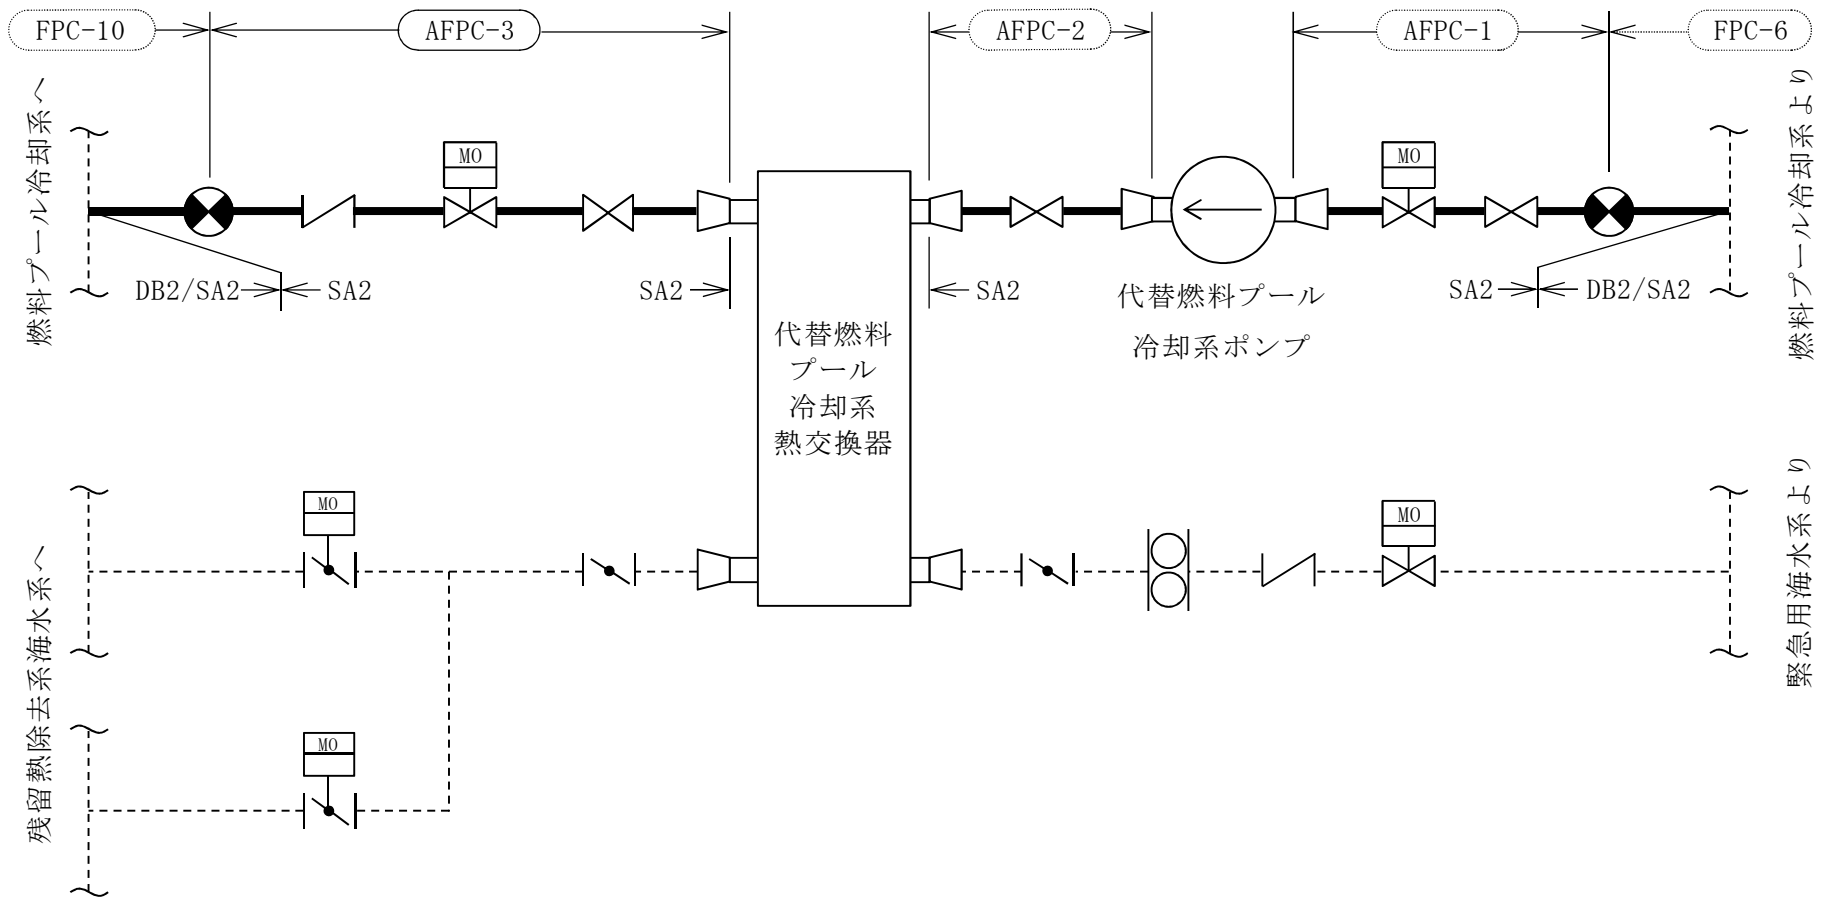 FPC-10
AFPC-3
AFPC-2
AFPC-1
FPC-6
燃料プール冷却系へ
燃料プール冷却系より
MO
MO
DB2/SA2
SA2
SA2
SA2
SA2
DB2/SA2
代替燃料プール
冷却系ポンプ
代替燃料
プール
冷却系
熱交換器
残留熱除去系海水系へ
緊急用海水系より
MO
MO
MO